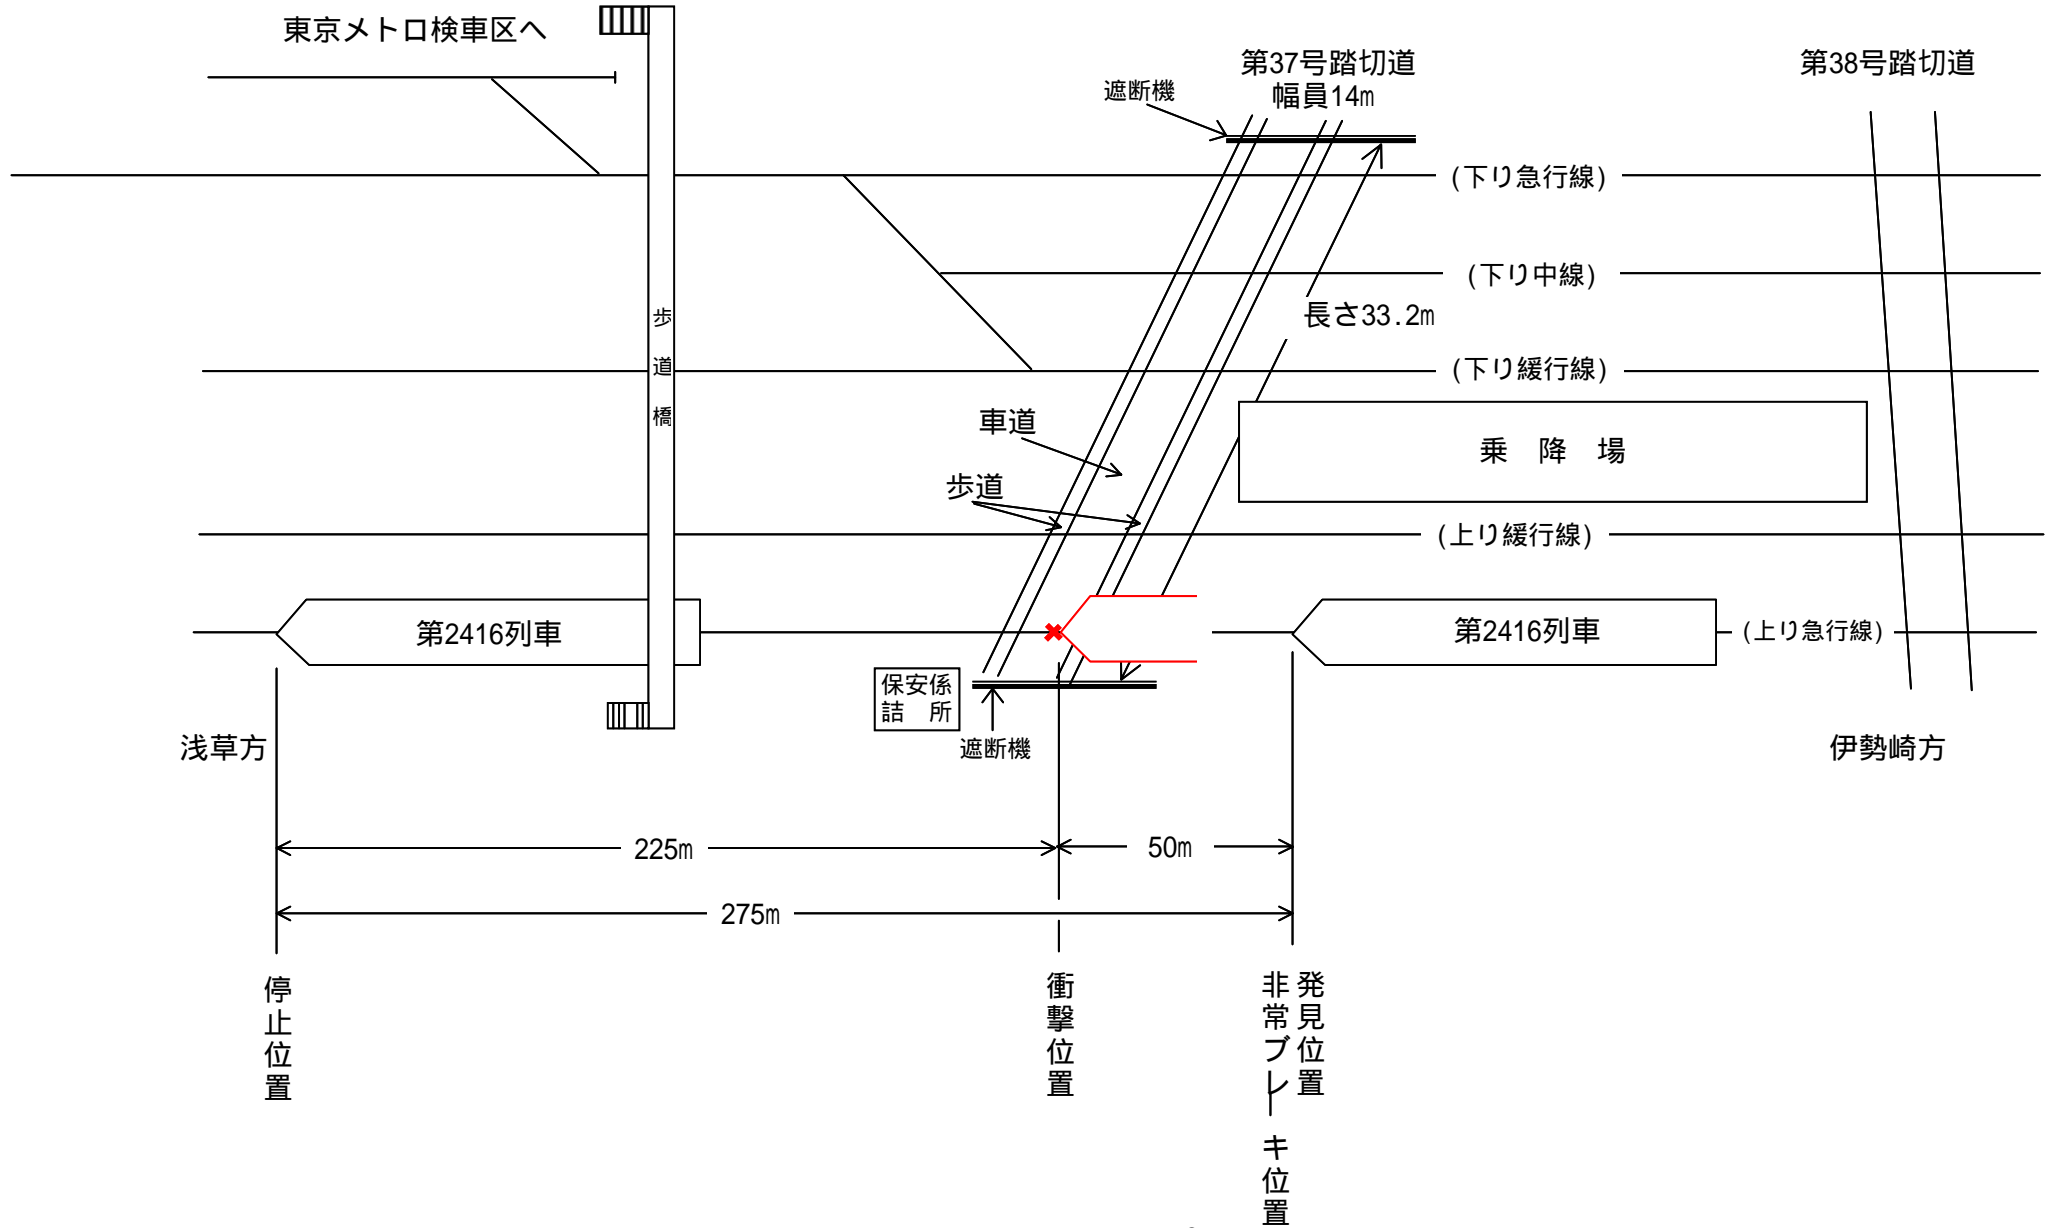 東京メトロ検車区へ
第37号踏切道
幅員14m
第38号踏切道
遮断機
(下り急行線)
(下り中線)
長さ33.2m
歩道橋
(下り緩行線)
車道
乗 降 場
歩道
(上り緩行線)
第2416列車
第2416列車
(上り急行線)
保安係
詰 所
遮断機
浅草方
伊勢崎方
225m
50m
275m
停止位置
衝撃位置
発見位置
非常ブレーキ位置